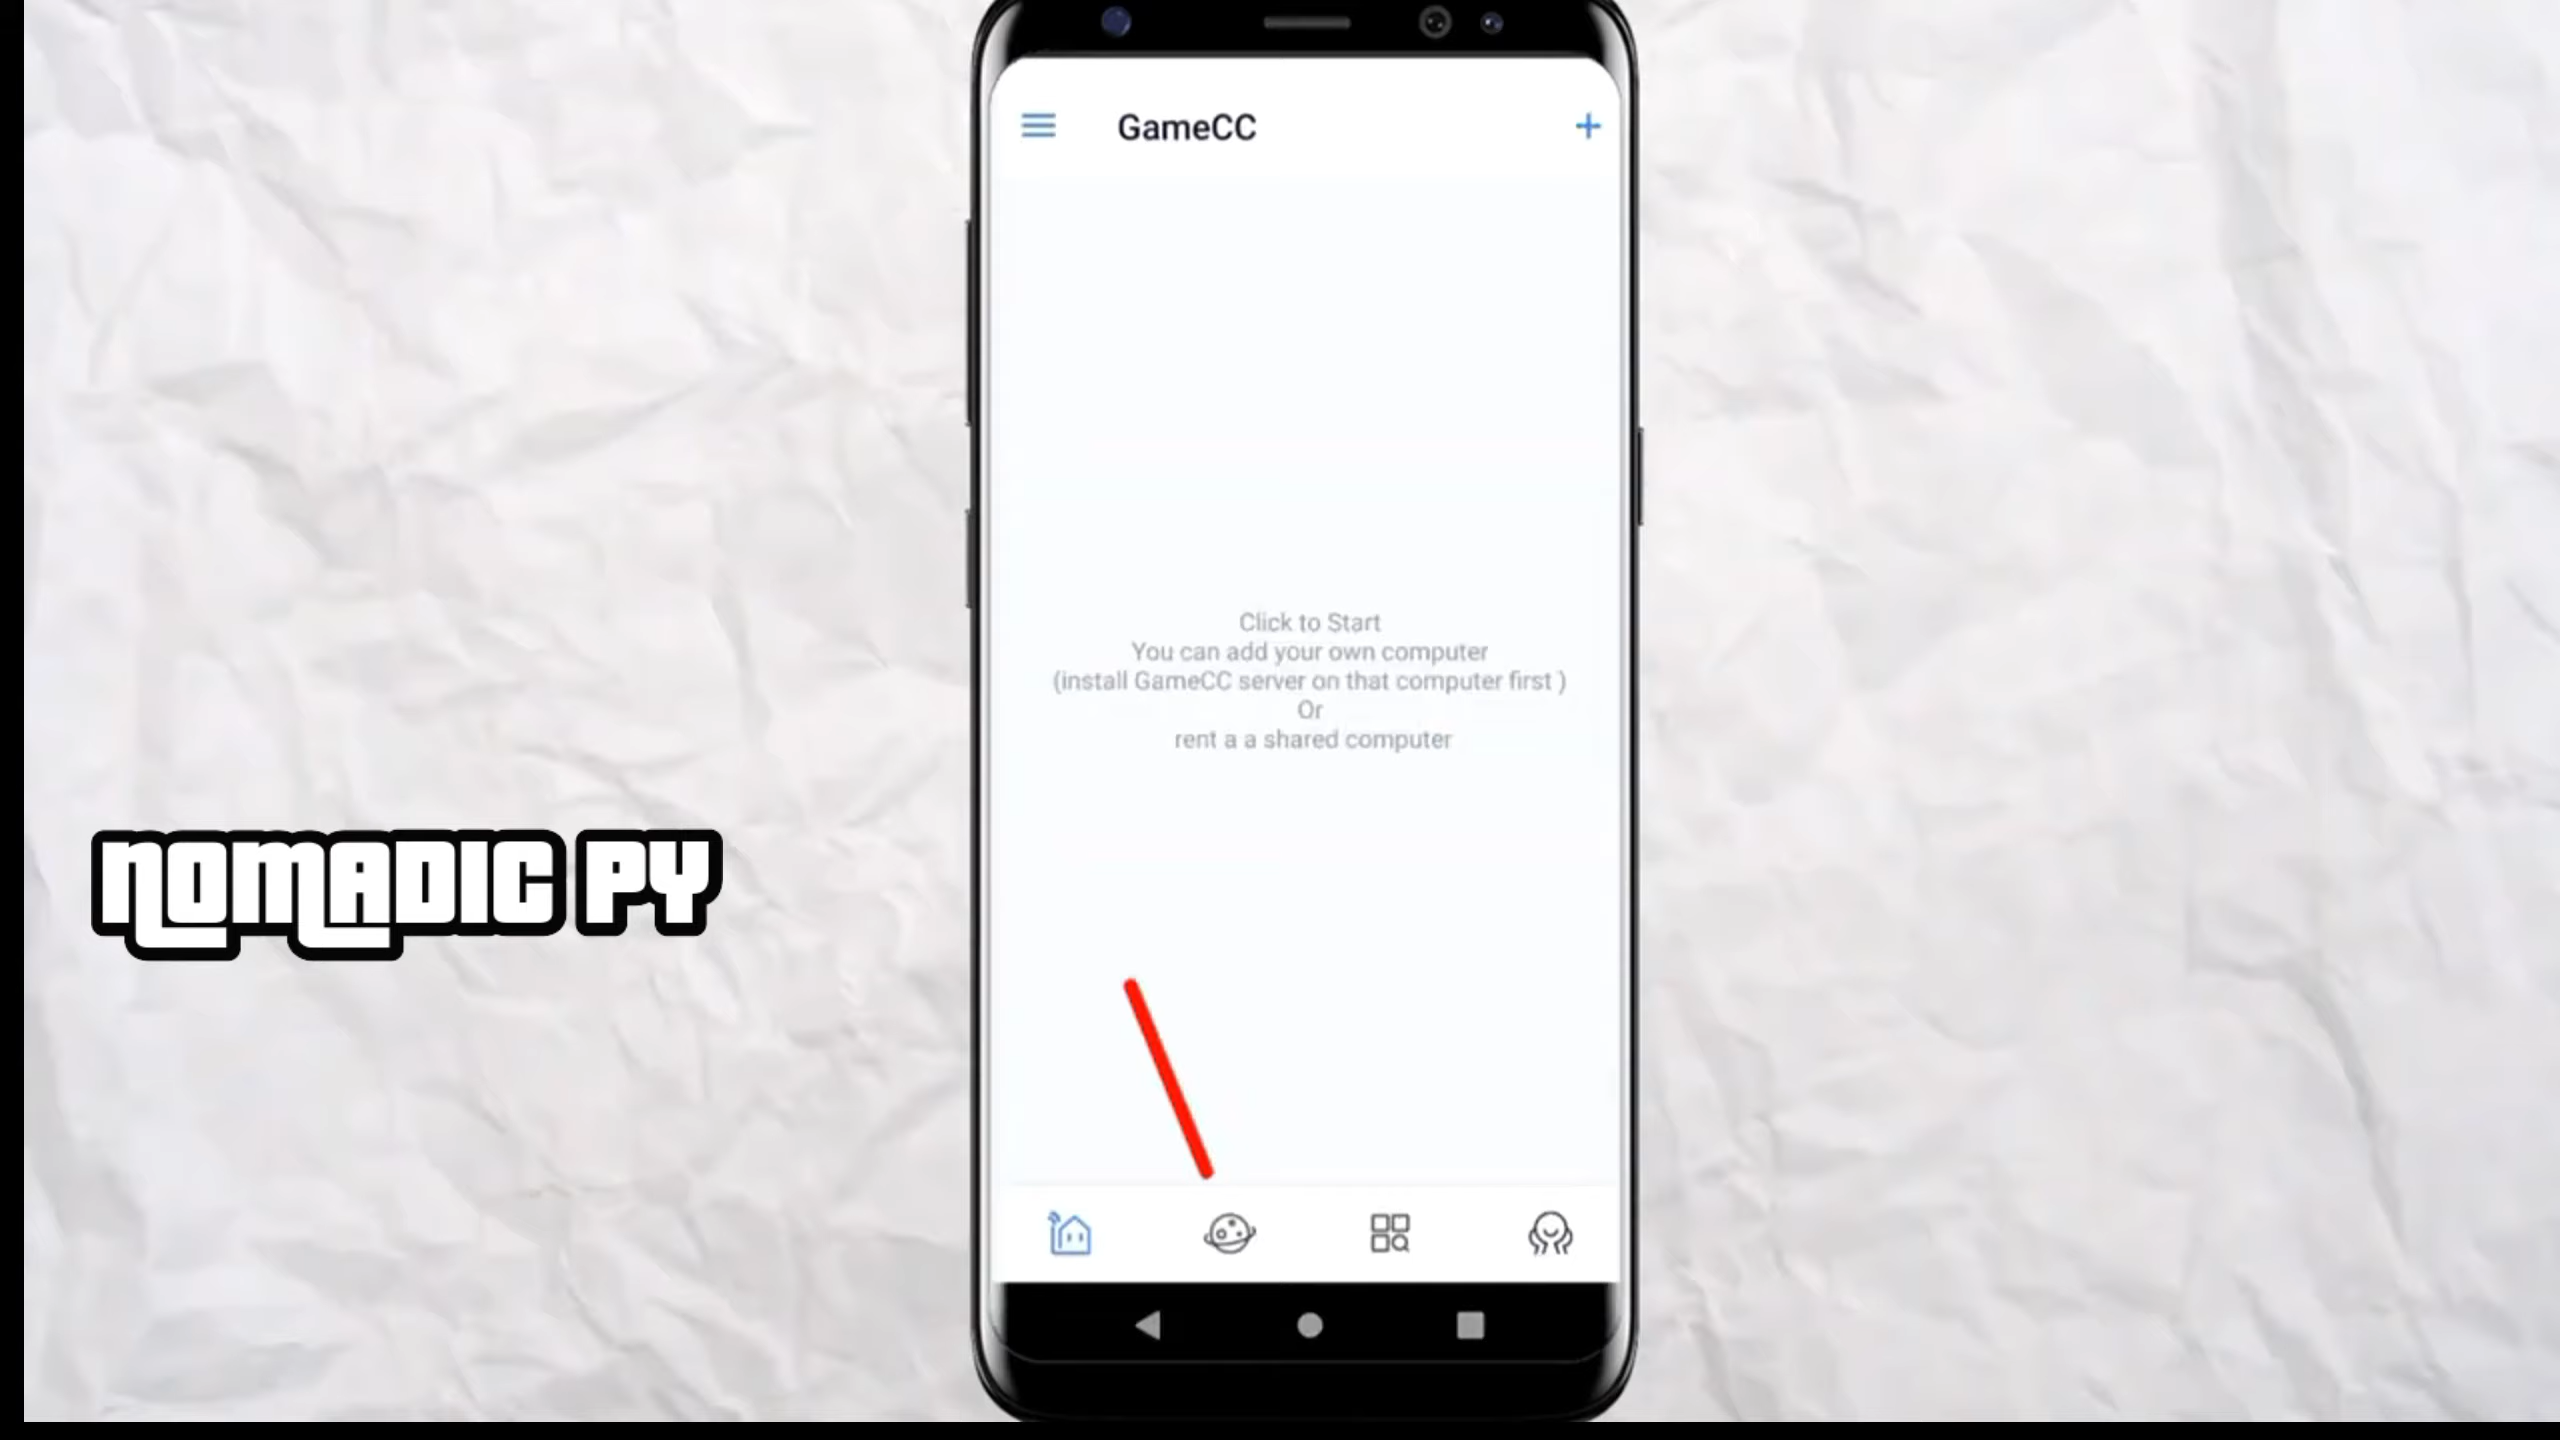 GameCC
Click to Start
You can add your own computer
(install GameCC server on that computer first )
Or
rent a a shared computer
NOMADIC PY